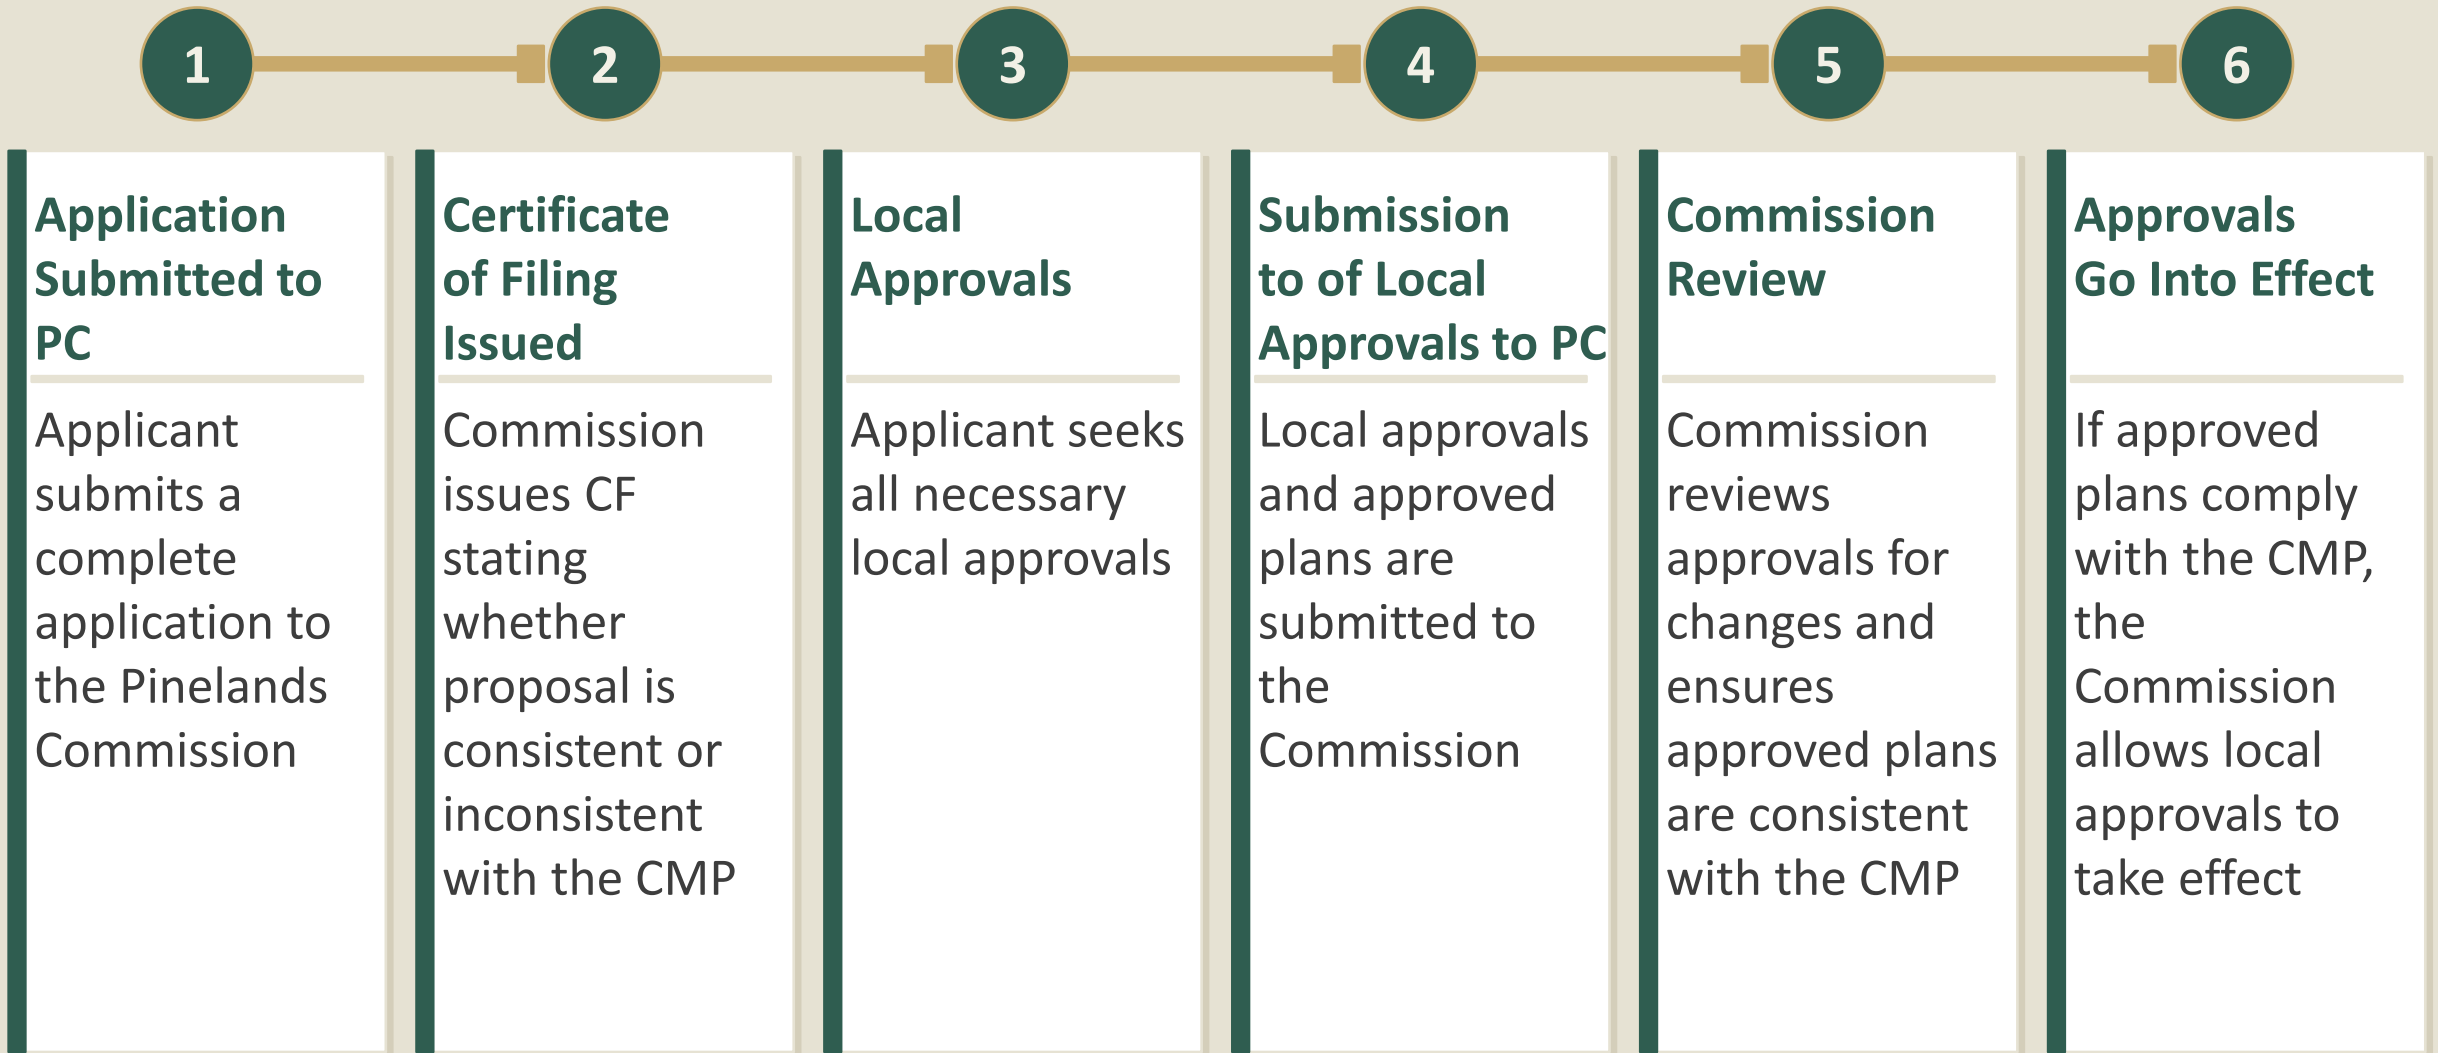 1
2
3
4
5
6
Application
Submitted to
PC
Applicant
submits a
complete
application to
the Pinelands
Commission
Certificate
of Filing
Issued
Commission
issues CF
stating
whether
proposal is
consistent or
inconsistent
with the CMP
Local
Approvals
Applicant seeks
all necessary
local approvals
Submission
to of Local
Approvals to PC
Local approvals
and approved
plans are
submitted to
the
Commission
Commission
Review
Commission
reviews
approvals for
changes and
ensures
approved plans
are consistent
with the CMP
Approvals
Go Into Effect
If approved
plans comply
with the CMP,
the
Commission
allows local
approvals to
take effect